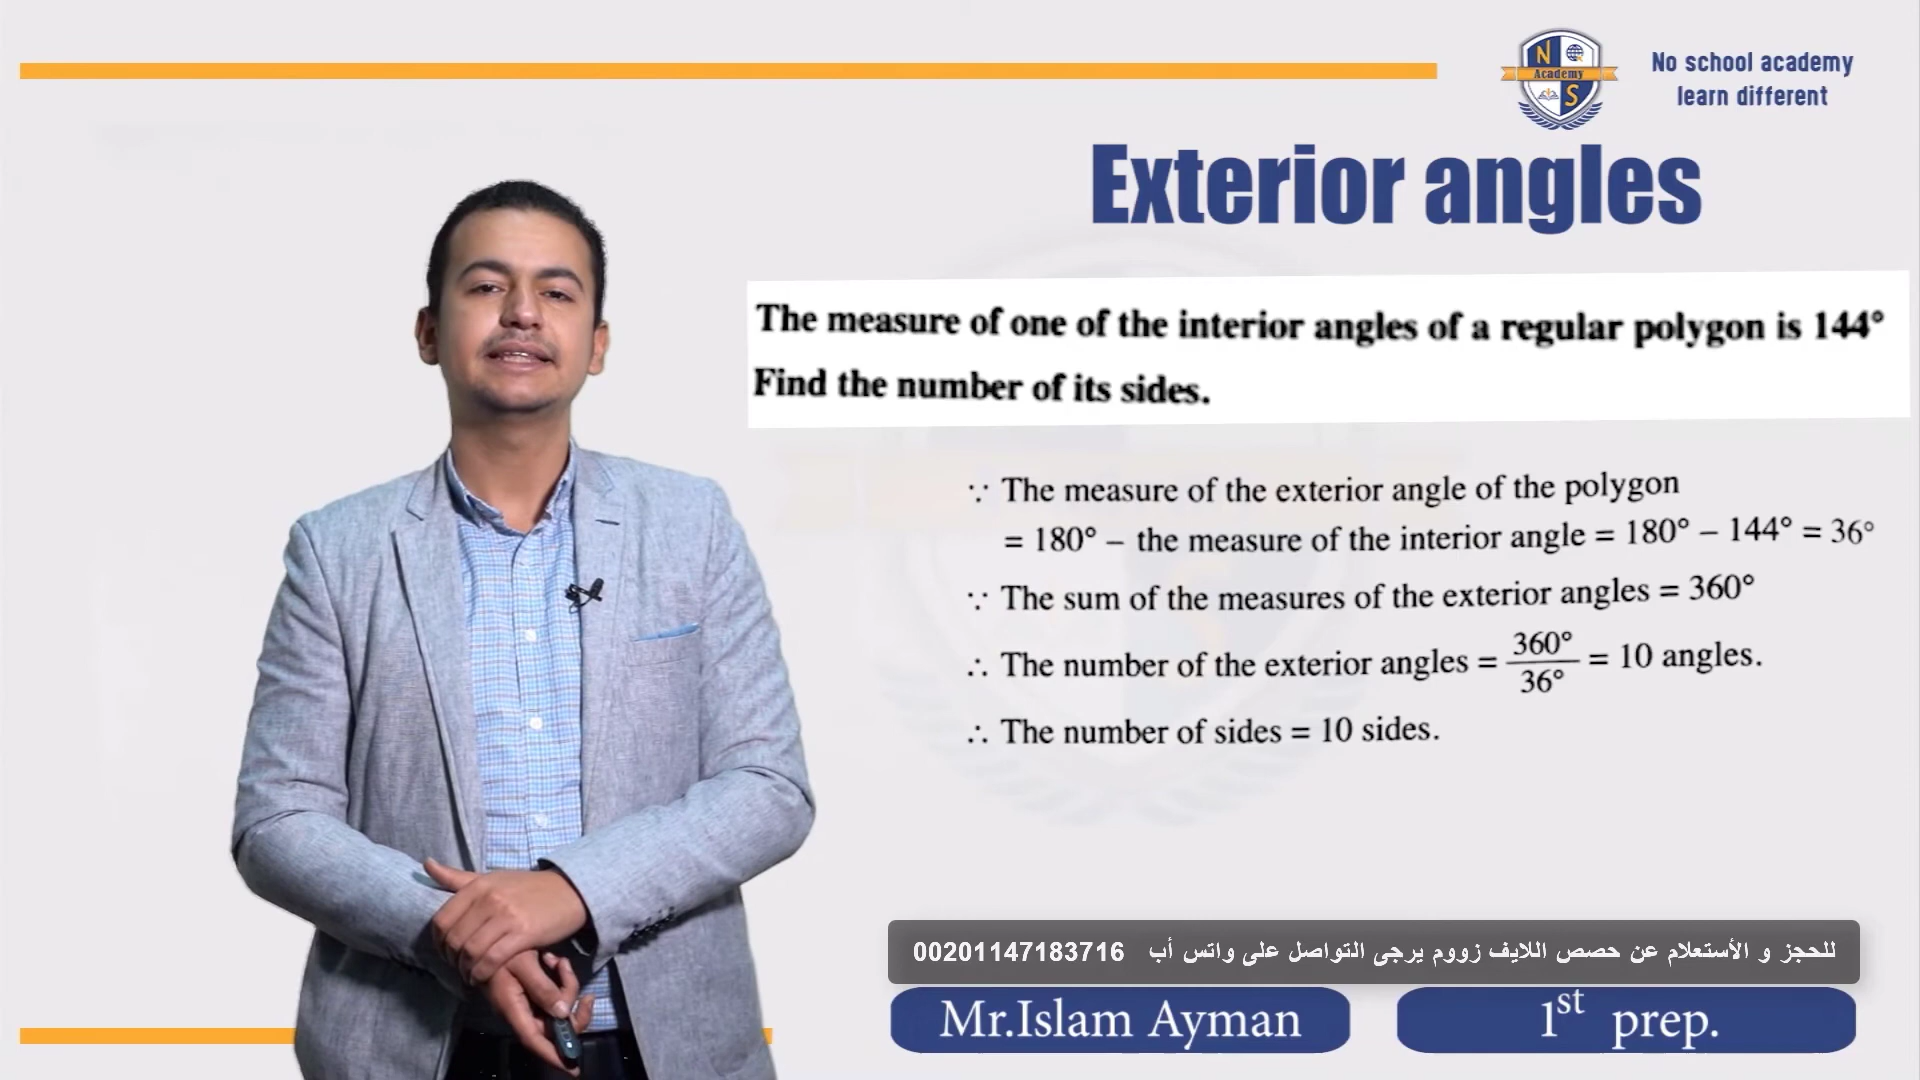 N
Academy
S
No school academy
learn different
Exterior angles
The measure of one of the interior angles of a regular polygon is 144°
Find the number of its sides.
∵ The measure of the exterior angle of the polygon
= 180° – the measure of the interior angle = 180° – 144° = 36°
∵ The sum of the measures of the exterior angles = 360°
∴ The number of the exterior angles = 360°/36° = 10 angles.
∴ The number of sides = 10 sides.
للحجز و الأستعلام عن حصص اللايف زووم يرجى التواصل على واتس أب 00201147183716
Mr.Islam Ayman
1st prep.